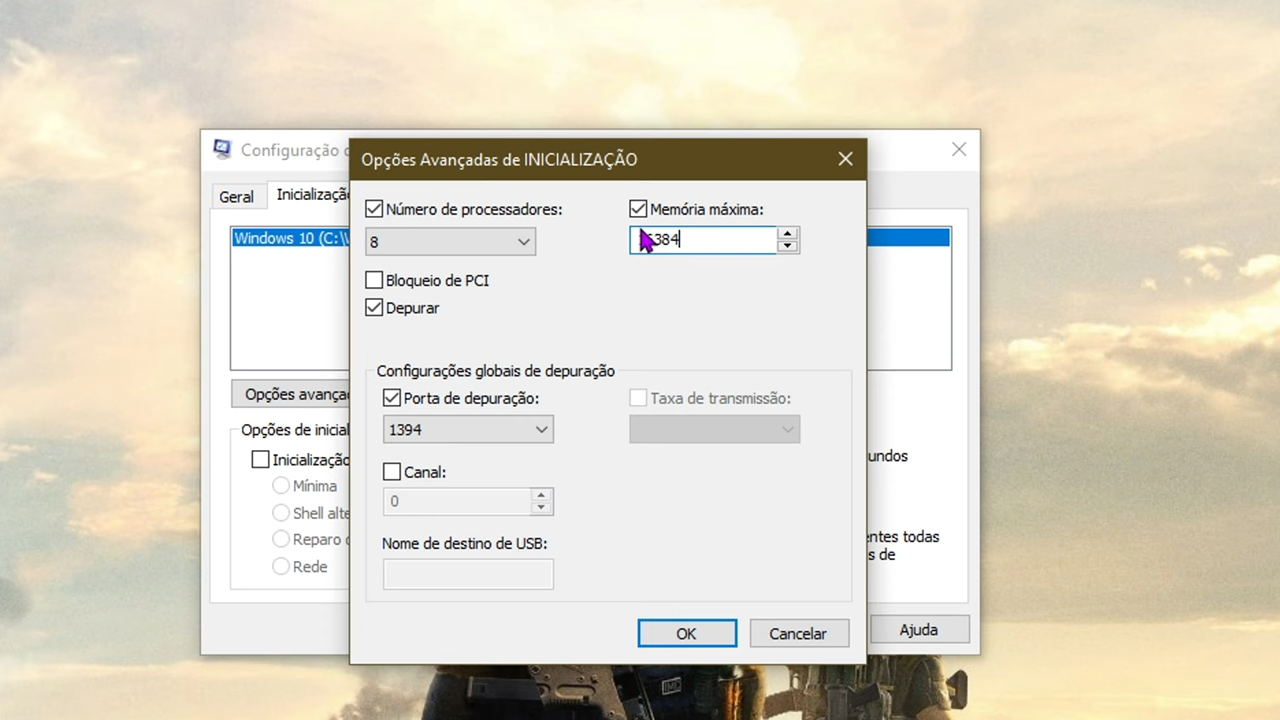 Configuração
Opções Avançadas de INICIALIZAÇÃO
Geral
Inicialização
Número de processadores:
Memória máxima:
8
384
Windows 10 (C:\
Bloqueio de PCI
Depurar
Configurações globais de depuração
Opções avança
Porta de depuração:
Taxa de transmissão:
1394
Opções de inicial
Inicialização
undos
Canal:
Mínima
0
Shell alte
Reparo
entes todas
Nome de destino de USB:
s de
Rede
OK
Cancelar
Ajuda